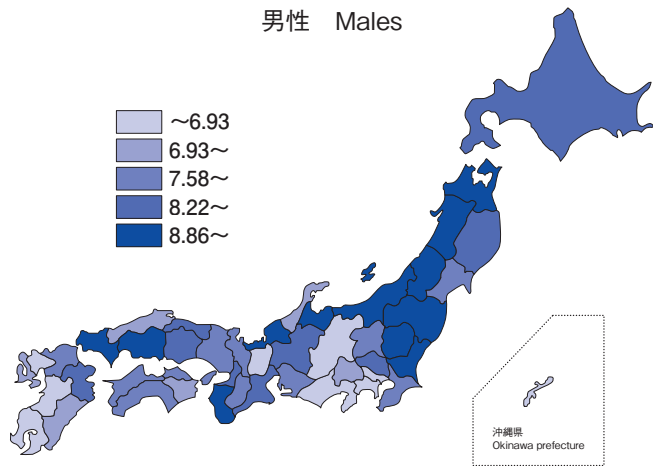 男性 Males
～6.93
6.93～
7.58～
8.22～
8.86～
沖縄県
Okinawa prefecture